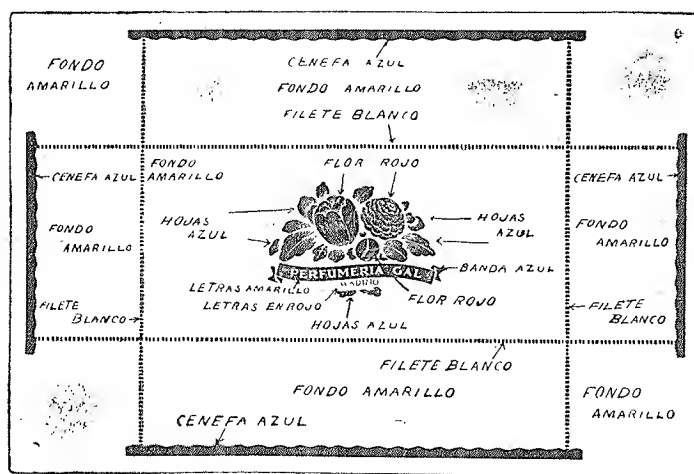 FONDO
AMARILLO
CENEFA AZUL
FONDO AMARILLO
FILETE BLANCO
CENEFA AZUL
FONDO
AMARILLO
FLOR ROJO
CENEFA AZUL
HOJAS
AZUL
HOJAS
AZUL
FONDO
AMARILLO
FONDO
AMARILLO
PERFUMERIA GAL
MADRID
BANDA AZUL
LETRAS AMARILLO
LETRAS EN ROJO
FLOR ROJO
HOJAS AZUL
FILETE
BLANCO
FILETE
BLANCO
FILETE BLANCO
FONDO AMARILLO
FONDO
AMARILLO
CENEFA AZUL